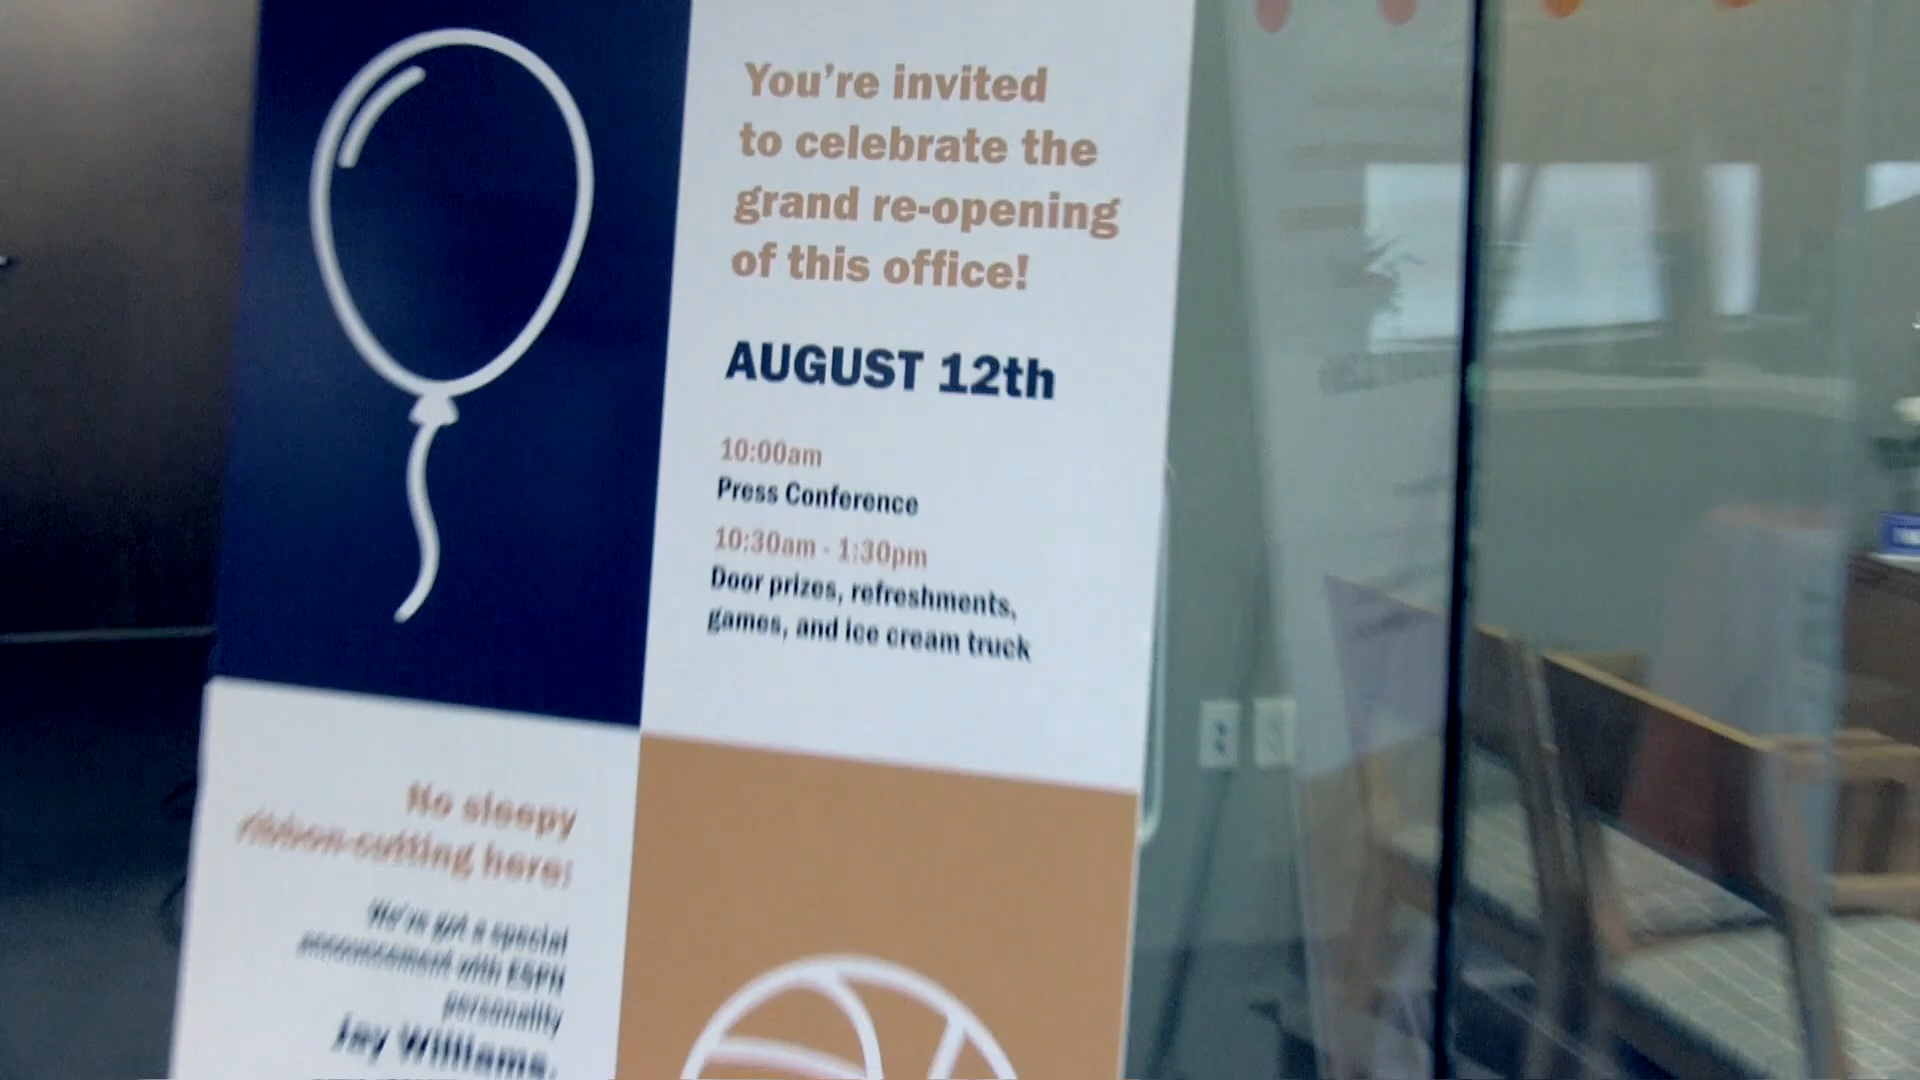 You're invited
to celebrate the
grand re-opening
of this office!
AUGUST 12th
10:00am
Press Conference
10:30am - 1:30pm
Door prizes, refreshments,
games, and ice cream truck
No sleepy
ribbon-cutting here:
We've got a special
announcement with ESPN
personality
Jay Williams.